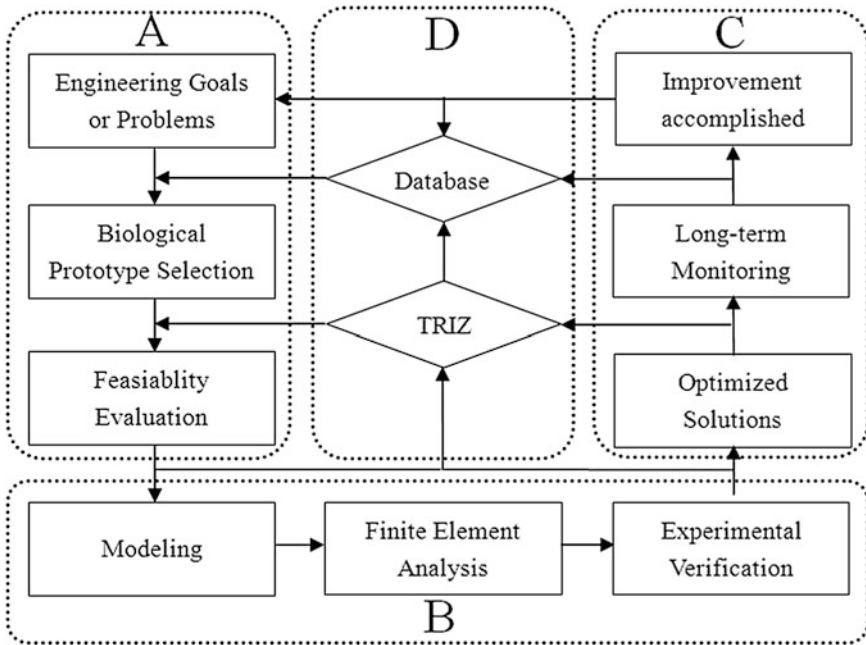 A
D
C
Engineering Goals
or Problems
Improvement
accomplished
Database
Biological
Prototype Selection
Long-term
Monitoring
TRIZ
Feasiablity
Evaluation
Optimized
Solutions
Modeling
Finite Element
Analysis
Experimental
Verification
B